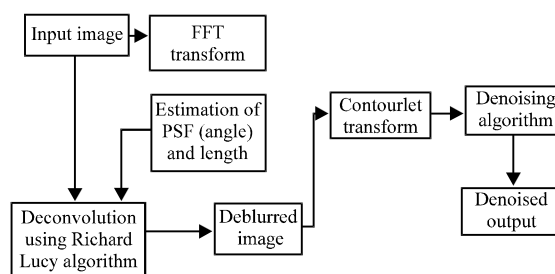 Input image
FFT
transform
Estimation of
PSF (angle)
and length
Contourlet
transform
Denoising
algorithm
Denoised
output
Deconvolution
using Richard
Lucy algorithm
Deblurred
image